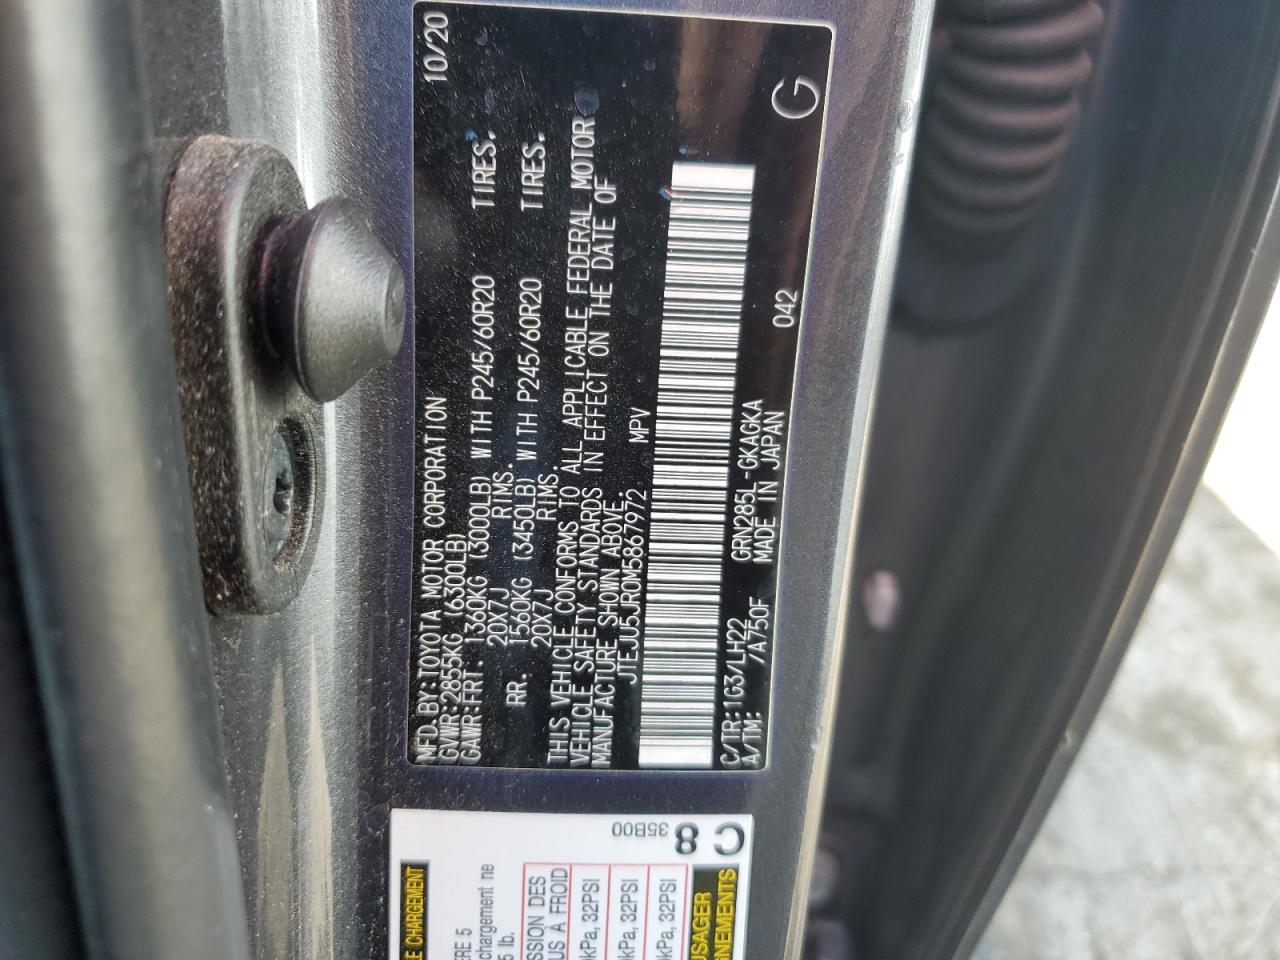 MFD.BY:TOYOTA MOTOR CORPORATION 10/20
GVWR:2855KG (6300LB)
GAWR:FRT. 1360KG (3000LB) WITH P245/60R20 TIRES.
20X7J RIMS.
RR. 1560KG (3450LB) WITH P245/60R20 TIRES.
20X7J RIMS.
THIS VEHICLE CONFORMS TO ALL APPLICABLE FEDERAL MOTOR
VEHICLE SAFETY STANDARDS IN EFFECT ON THE DATE OF
MANUFACTURE SHOWN ABOVE.
JTEJU5JR0M5867972 MPV
C/TR:1G3/LH22 GRN285L-GKAGKA
A/TM: /A750F MADE IN JAPAN 042
G
E CHARGEMENT
ERE 5
chargement ne
5 lb.
SSION DES
US A FROID
kPa, 32PSI
kPa, 32PSI
kPa, 32PSI
USAGER
GNEMENTS
C8
35B00